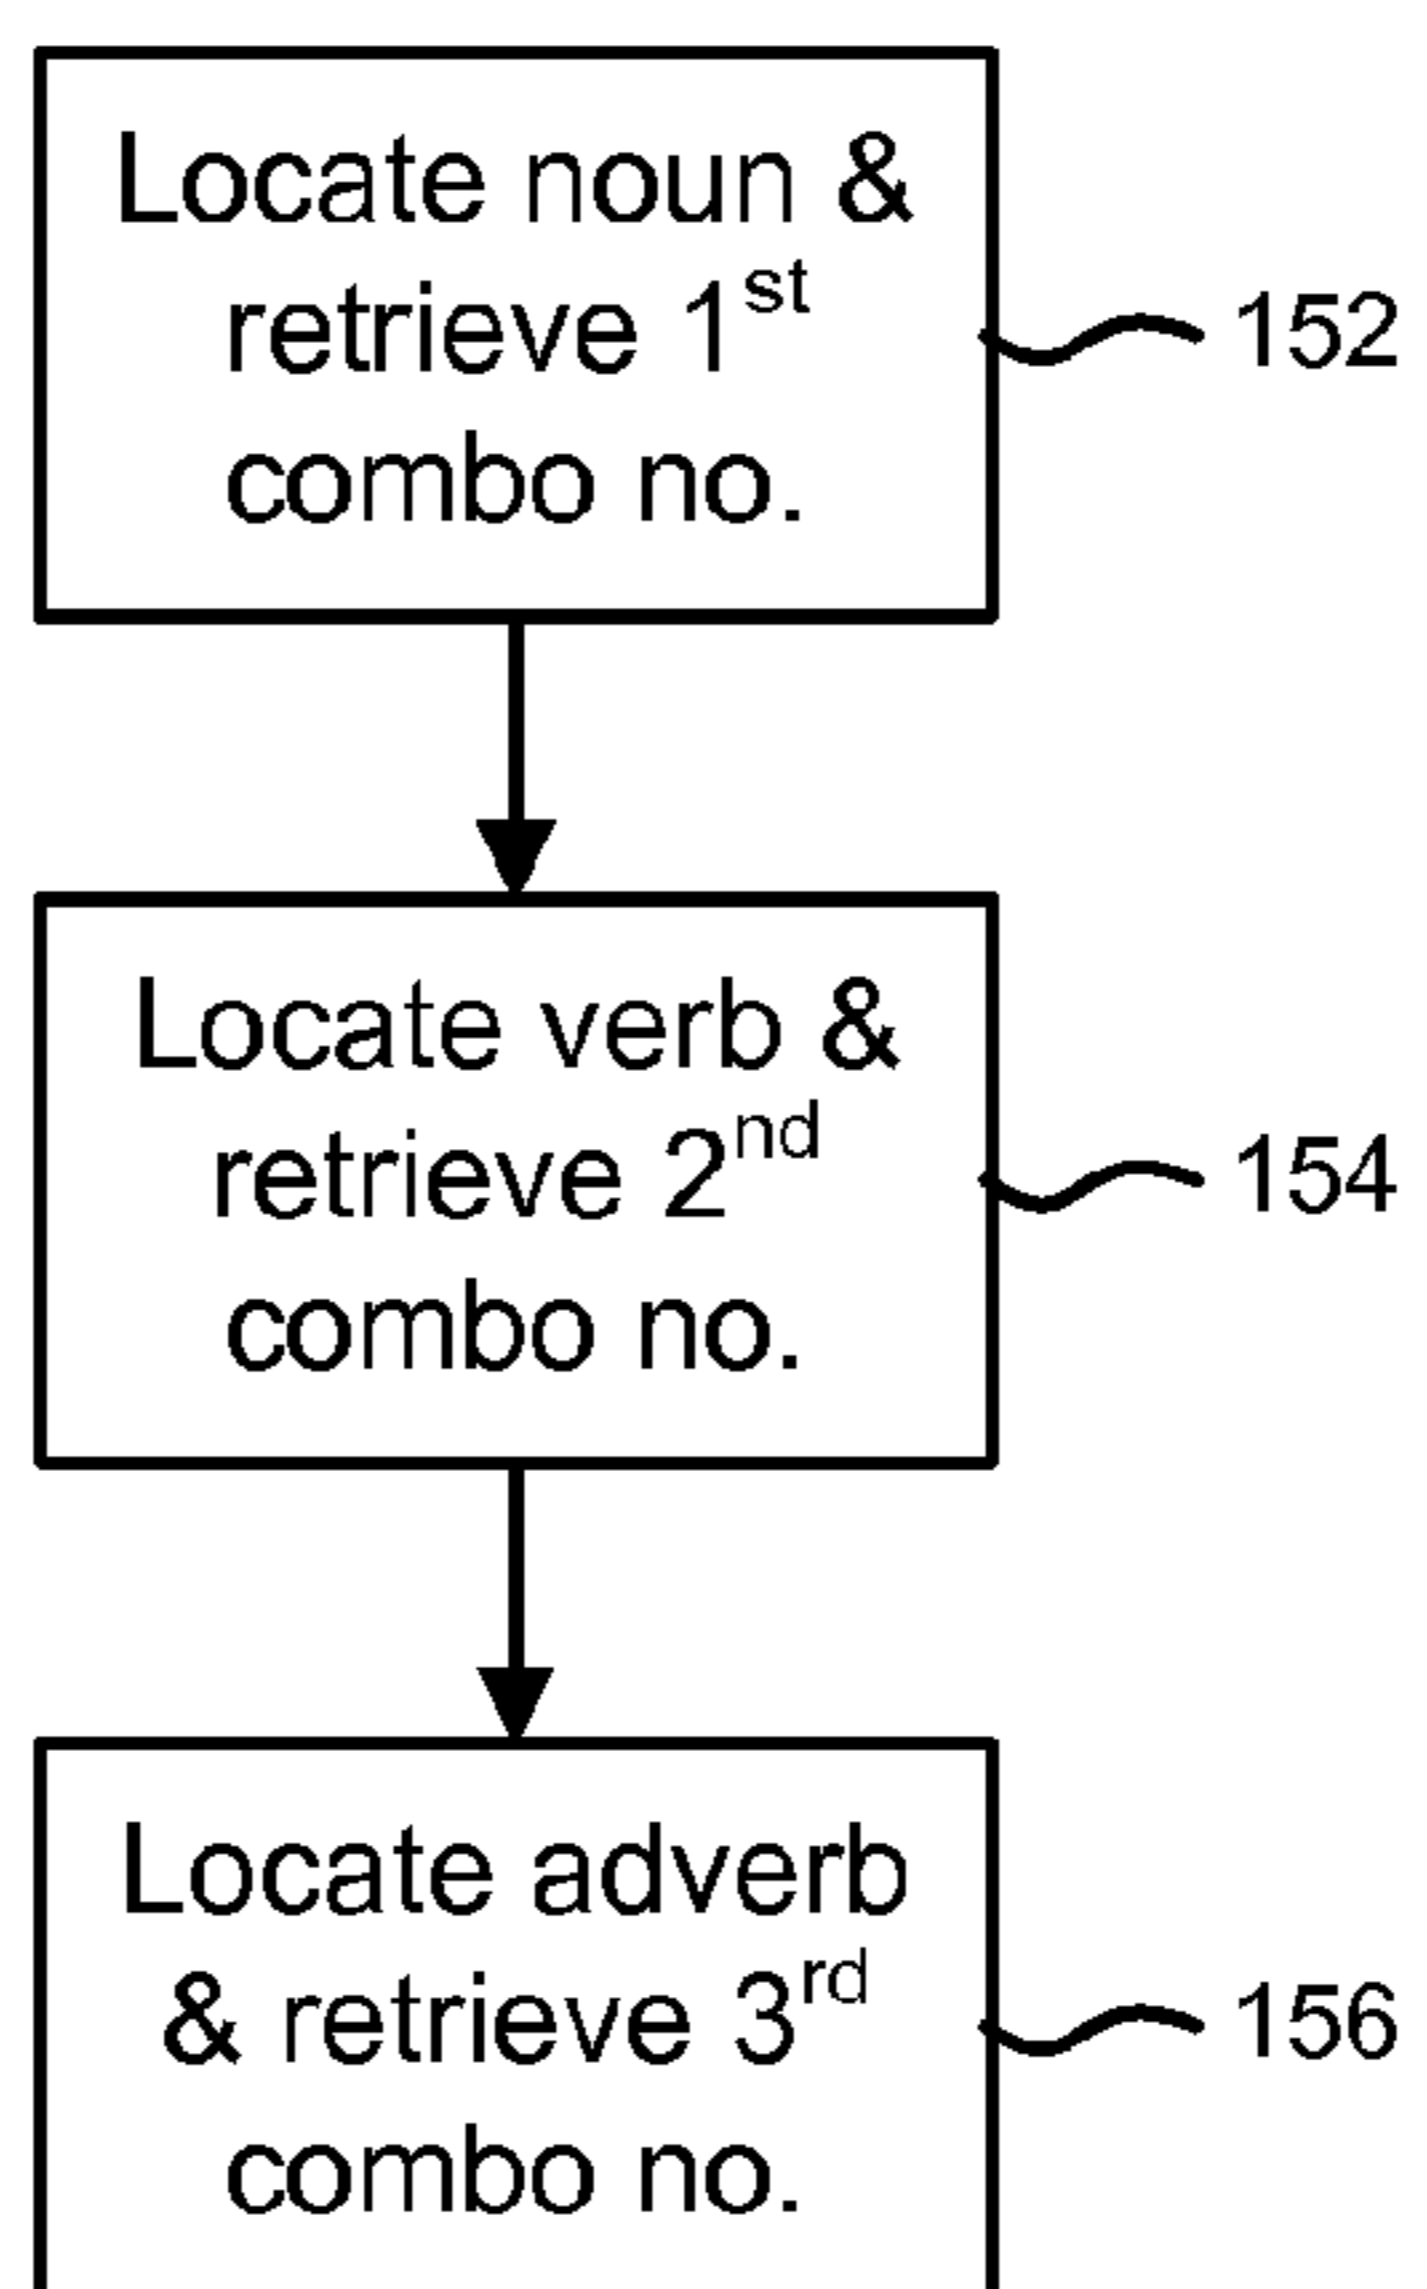 Locate noun &
retrieve 1st
combo no.
152
Locate verb &
retrieve 2nd
combo no.
154
Locate adverb
& retrieve 3rd
combo no.
156